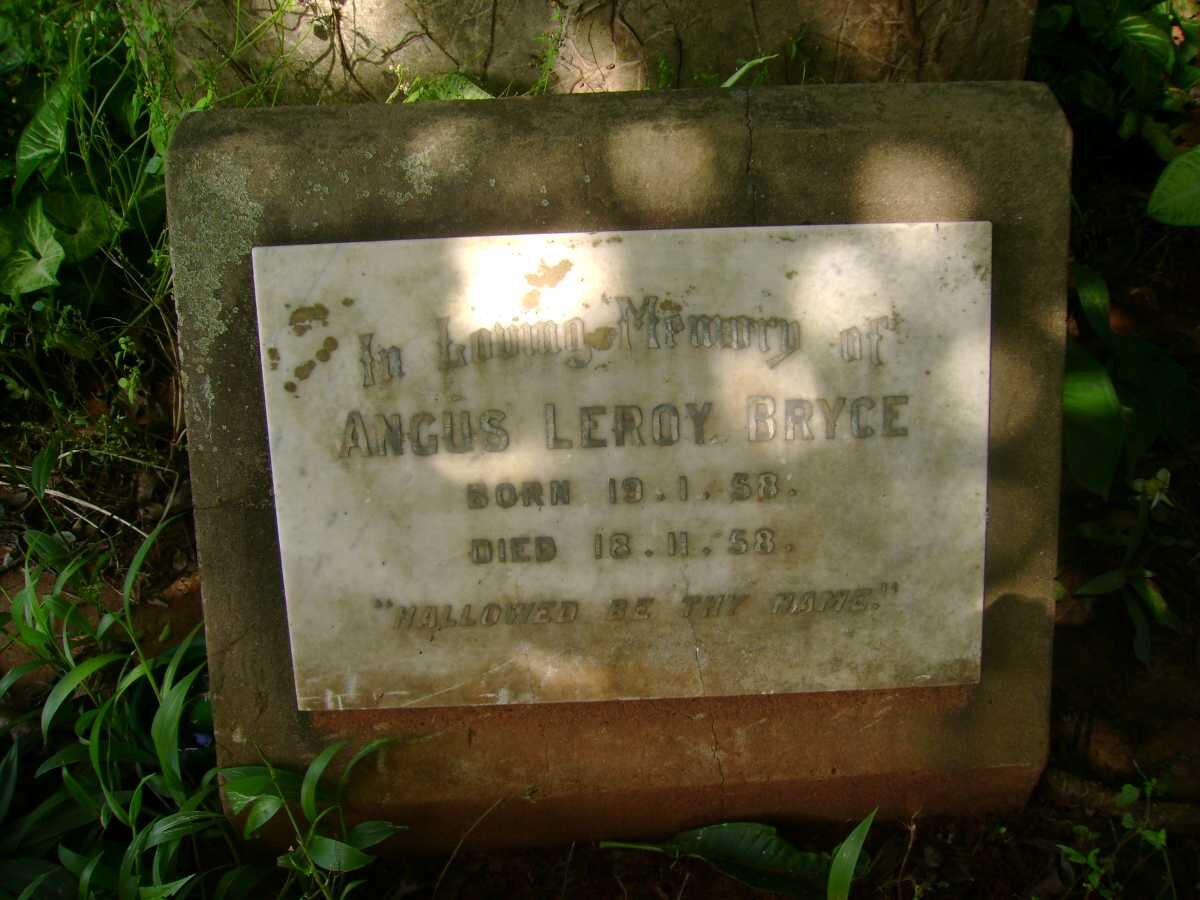 In Loving Memory of
ANGUS LEROY BRYCE
BORN 19.1.58.
DIED 18.11.58.
"HALLOWED BE THY NAME."